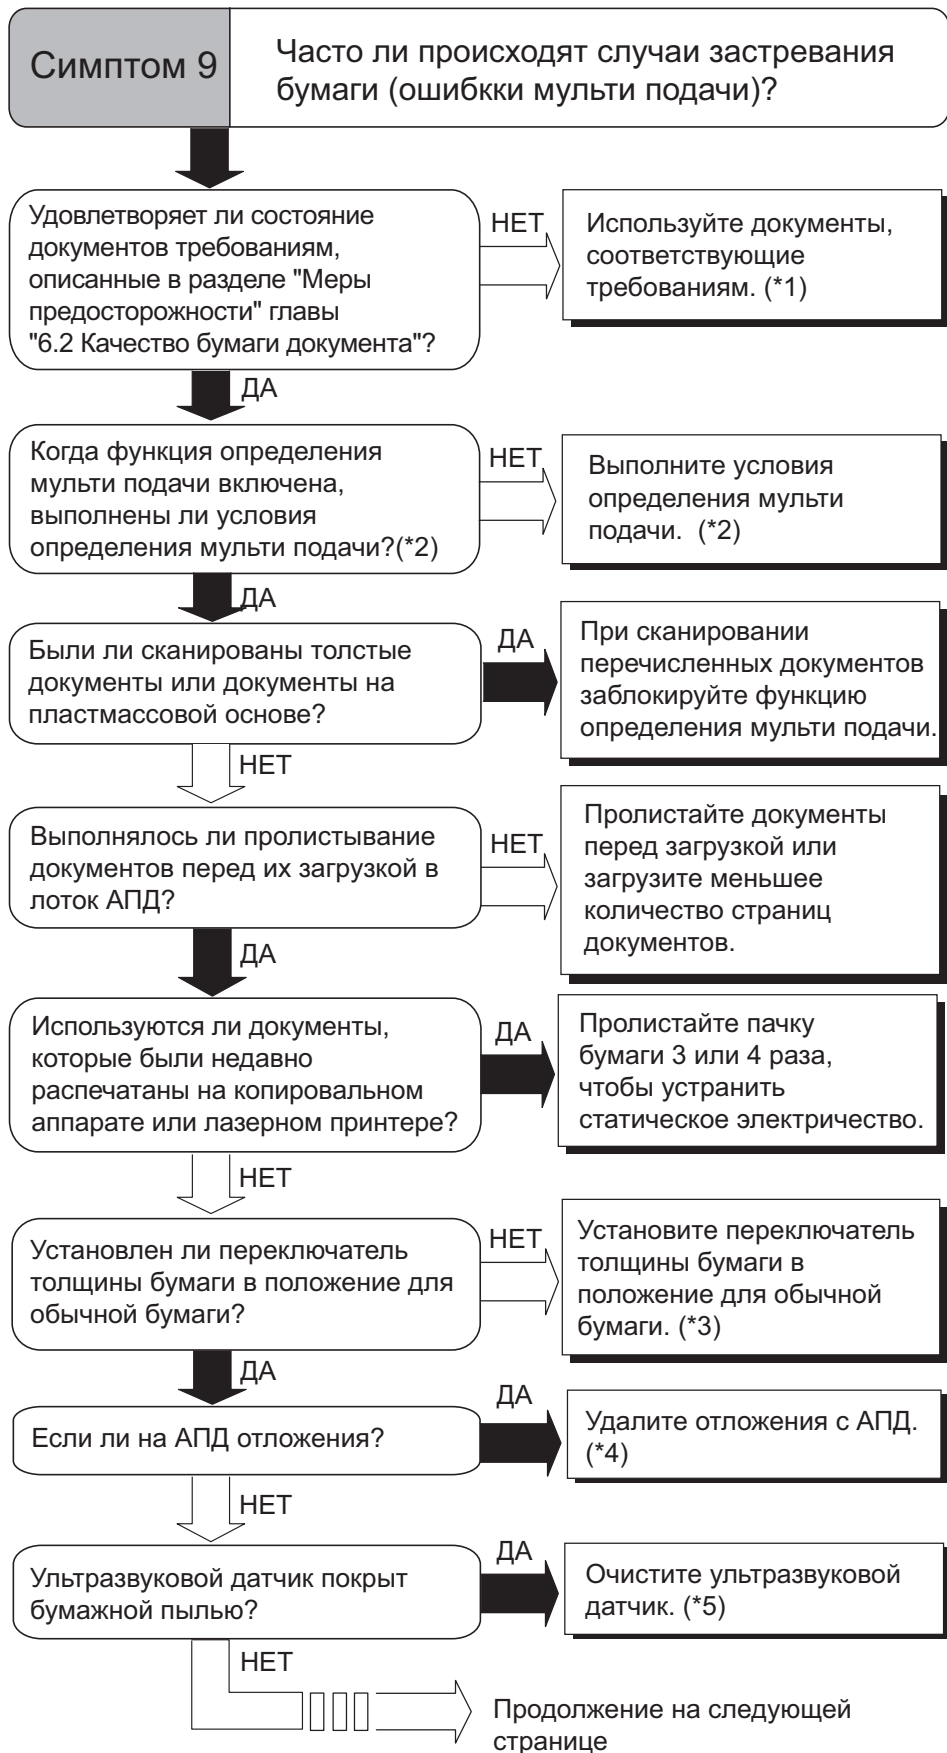 Симптом 9
Часто ли происходят случаи застревания
бумаги (ошибкки мульти подачи)?
Удовлетворяет ли состояние
документов требованиям,
описанные в разделе "Меры
предосторожности" главы
"6.2 Качество бумаги документа"?
НЕТ
Используйте документы,
соответствующие
требованиям. (*1)
ДА
Когда функция определения
мульти подачи включена,
выполнены ли условия
определения мульти подачи?(*2)
НЕТ
Выполните условия
определения мульти
подачи. (*2)
ДА
Были ли сканированы толстые
документы или документы на
пластмассовой основе?
ДА
При сканировании
перечисленных документов
заблокируйте функцию
определения мульти подачи.
НЕТ
Выполнялось ли пролистывание
документов перед их загрузкой в
лоток АПД?
НЕТ
Пролистайте документы
перед загрузкой или
загрузите меньшее
количество страниц
документов.
ДА
Используются ли документы,
которые были недавно
распечатаны на копировальном
аппарате или лазерном принтере?
ДА
Пролистайте пачку
бумаги 3 или 4 раза,
чтобы устранить
статическое электричество.
НЕТ
Установлен ли переключатель
толщины бумаги в положение для
обычной бумаги?
НЕТ
Установите переключатель
толщины бумаги в
положение для обычной
бумаги. (*3)
ДА
Если ли на АПД отложения?
ДА
Удалите отложения с АПД.
(*4)
НЕТ
Ультразвуковой датчик покрыт
бумажной пылью?
ДА
Очистите ультразвуковой
датчик. (*5)
НЕТ
Продолжение на следующей
странице